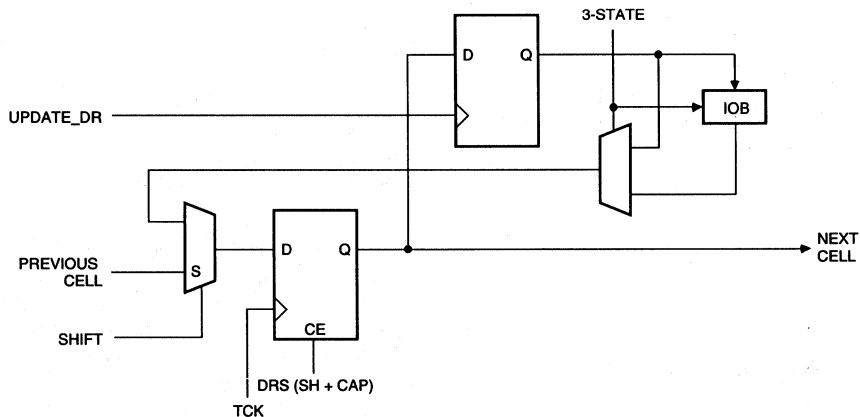 3-STATE
D
Q
UPDATE_DR
IOB
D
Q
NEXT
CELL
PREVIOUS
CELL
S
SHIFT
CE
DRS (SH + CAP)
TCK